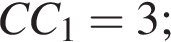 CC₁ = 3;